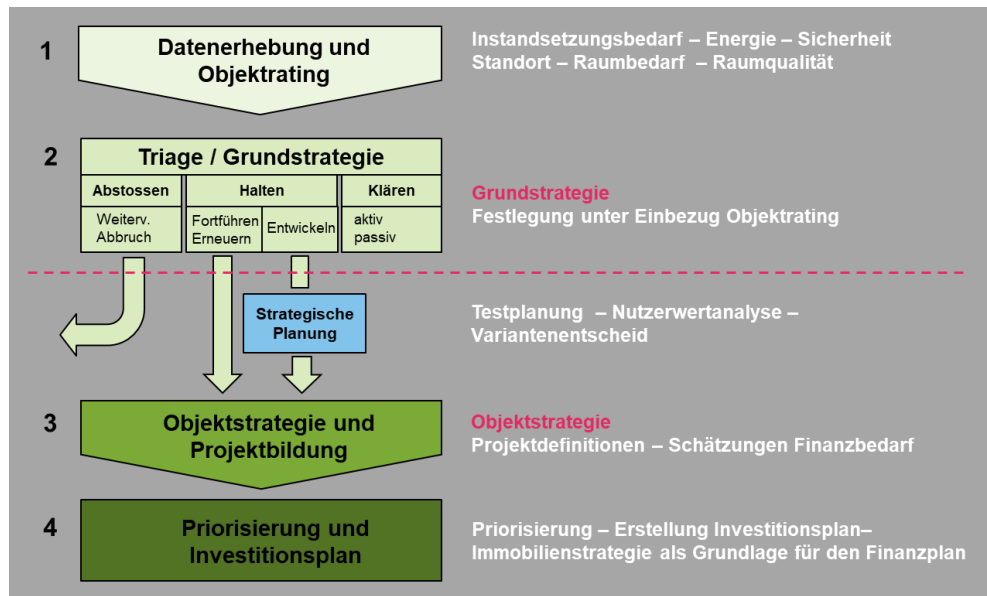 1
Datenerhebung und
Objektrating
Instandsetzungsbedarf – Energie – Sicherheit
Standort – Raumbedarf – Raumqualität
2
Triage / Grundstrategie
Abstossen
Halten
Klären
Weiterv.
Abbruch
Fortführen
Erneuern
Entwickeln
aktiv
passiv
Grundstrategie
Festlegung unter Einbezug Objektrating
Strategische
Planung
Testplanung – Nutzerwertanalyse –
Variantenentscheid
3
Objektstrategie und
Projektbildung
Objektstrategie
Projektdefinitionen – Schätzungen Finanzbedarf
4
Priorisierung und
Investitionsplan
Priorisierung – Erstellung Investitionsplan–
Immobilienstrategie als Grundlage für den Finanzplan